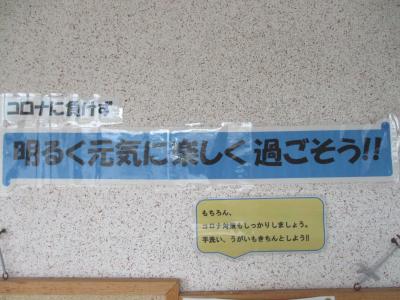 コロナに負けず
明るく元気に楽しく過ごそう!!
もちろん、
コロナ対策もしっかりしましょう。
手洗い、うがいもきちんとしよう!!